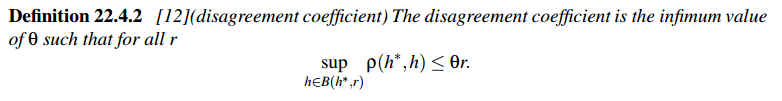 Definition 22.4.2 [12](disagreement coefficient) The disagreement coefficient is the infimum value
of θ such that for all r
sup ρ(h*,h) ≤ θr.
h∈B(h*,r)